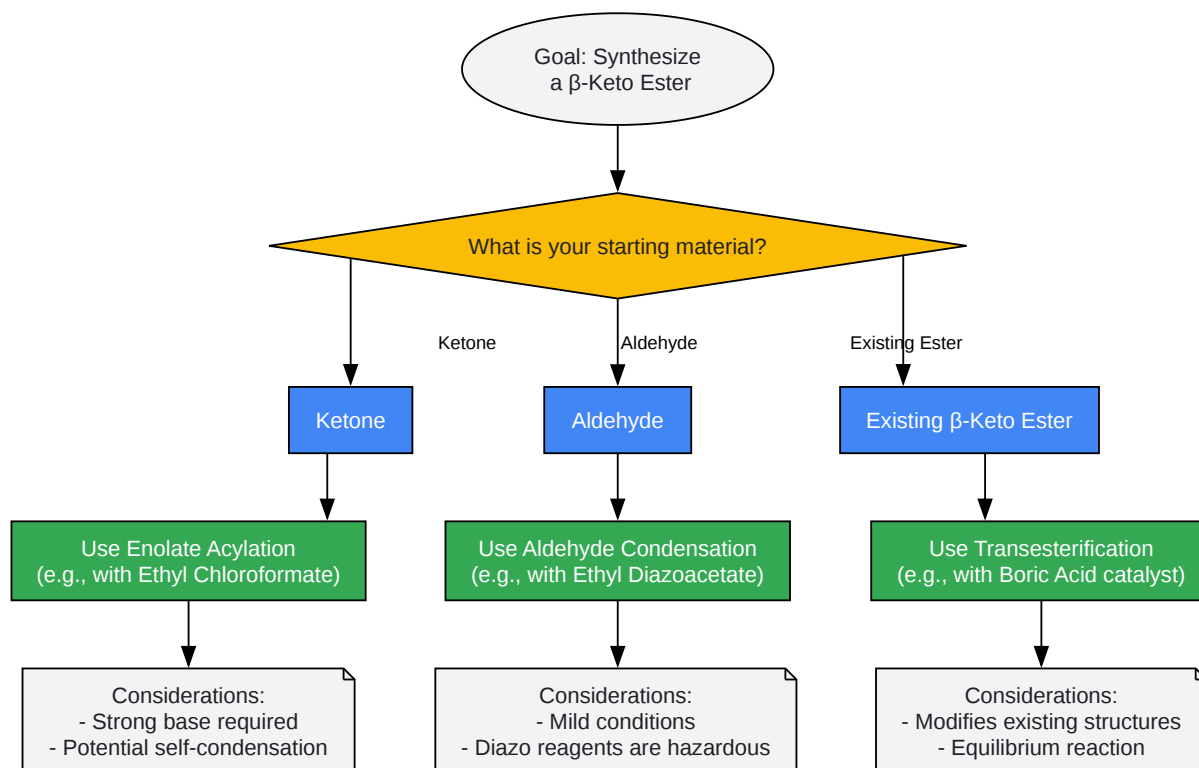 Goal: Synthesize
a β-Keto Ester
What is your starting material?
Ketone
Aldehyde
Existing Ester
Ketone
Aldehyde
Existing β-Keto Ester
Use Enolate Acylation
(e.g., with Ethyl Chloroformate)
Use Aldehyde Condensation
(e.g., with Ethyl Diazoacetate)
Use Transesterification
(e.g., with Boric Acid catalyst)
Considerations:
- Strong base required
- Potential self-condensation
Considerations:
- Mild conditions
- Diazo reagents are hazardous
Considerations:
- Modifies existing structures
- Equilibrium reaction